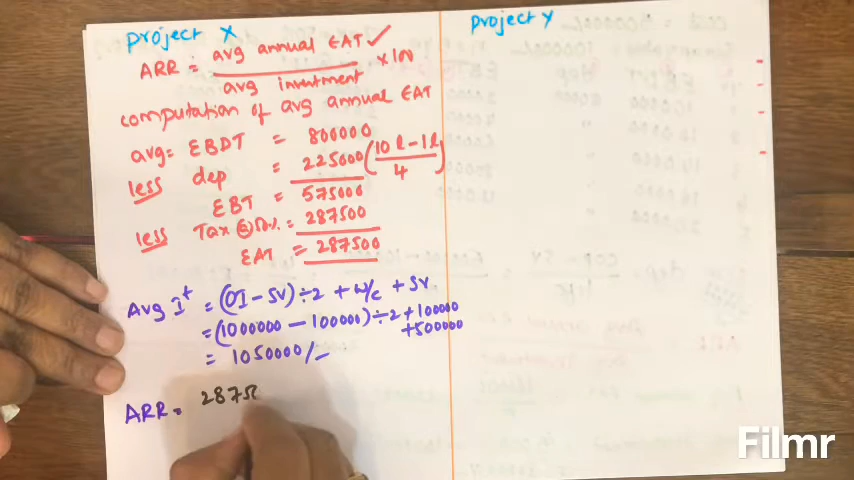 project X
ARR = avg annual EAT ✓
avg investment × 100
computation of avg annual EAT
avg = EBDT = 800000
less dep = 225000 (10 l - 1 l / 4)
EBT = 575000
less Tax @ 50% = 287500
EAT = 287500
Avg I^t = (OI - SV) ÷ 2 + w/c + SV
= (1000000 - 100000) ÷ 2 + 100000
+500000
= 1050000/-
ARR = 2875
project Y
Filmr